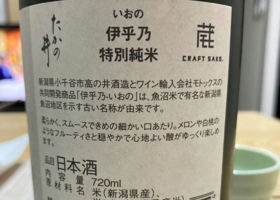 たかの井
いおの
伊乎乃
特別純米
蔵
CRAFT SAKE.
新潟県小千谷市高の井酒造とワイン輸入会社モトックスの
共同開発商品「伊乎乃-いおの」は、魚沼米で有名な新潟県
魚沼地区を示す古い名称が由来です。
柔らかく、スムースできめの細かい口あたり。メロンや白桃の
ようなフルーティさと穏やかで心地よい酸がゆっくり楽しめ
ます。
品目 日本酒
内容量 720ml
原材料名 米(新潟県産)、